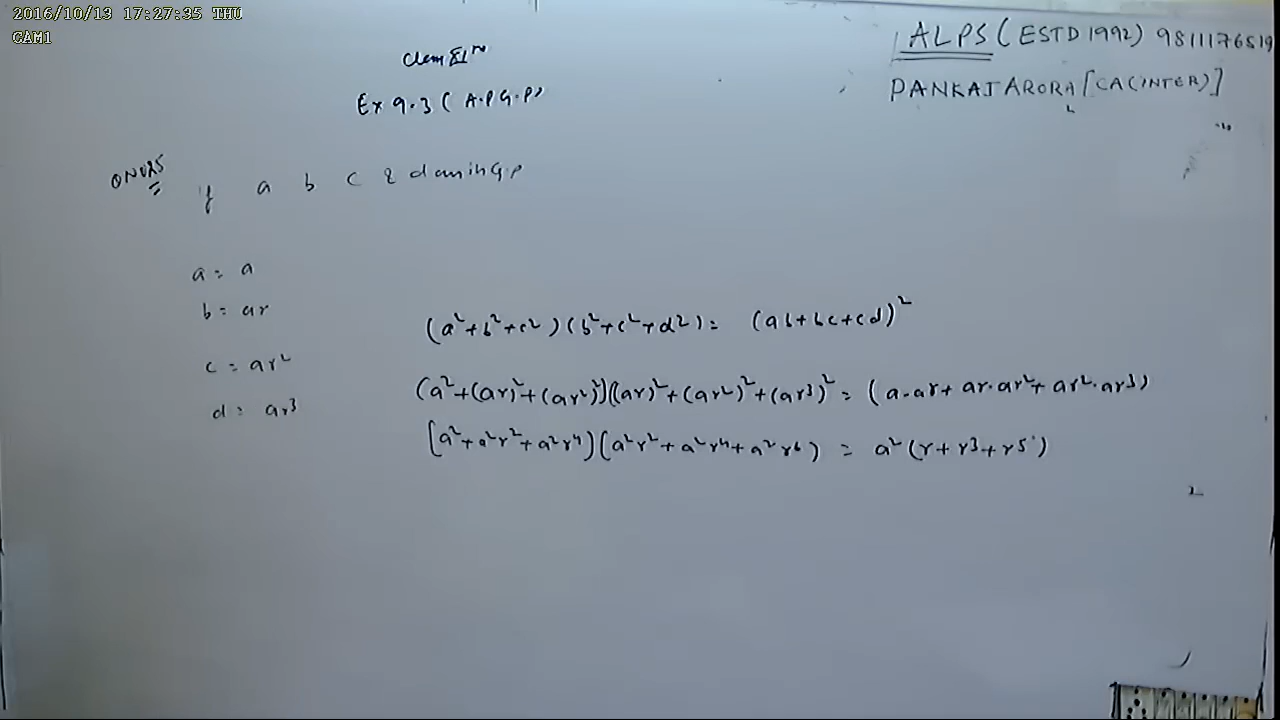 2016/10/13 17:27:35 THU
CAM1
ALPS (ESTD 1992) 9811176519
PANKAJ ARORA [CA(INTER)]
Class XIth
Ex 9.3 ( A.P G.P)
If a b c & d are in G.P
a = a
b = ar
c = ar²
d = ar³
(a²+b²+c²)(b²+c²+d²) = (ab+bc+cd)²
(a²+(ar)²+(ar²)²)((ar)²+(ar²)²+(ar³)² = (a.ar + ar.ar² + ar².ar³)
[a²+a²r²+a²r⁴)(a²r²+a²r⁴+a²r⁶) = a²(r+r³+r⁵)